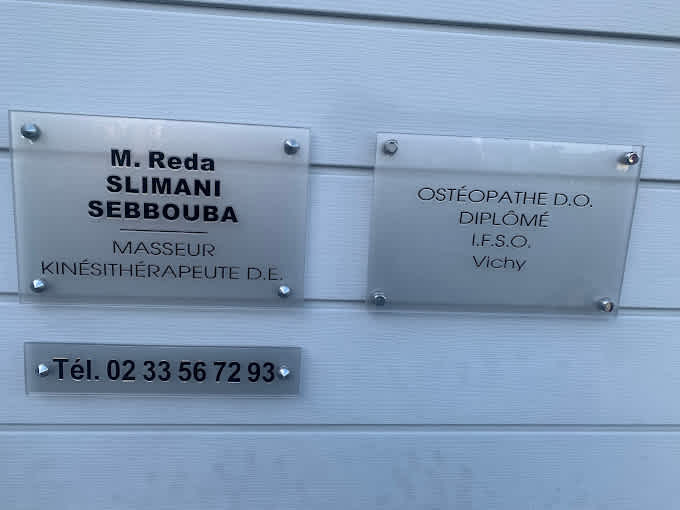 M. Reda
SLIMANI
SEBBOUBA
MASSEUR
KINÉSITHÉRAPEUTE D.E.
Tél. 02 33 56 72 93
OSTÉOPATHE D.O.
DIPLÔMÉ
I.F.S.O.
Vichy